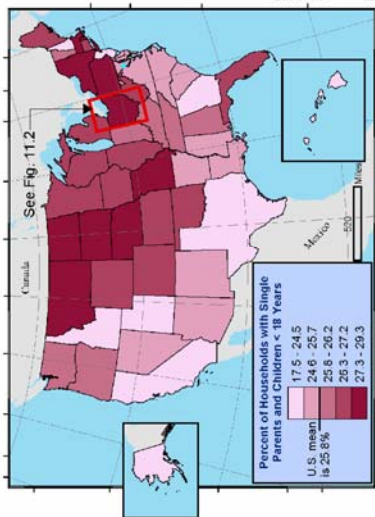 See Fig. 11.2
Canada
Mexico
500
Miles
Percent of Households with Single
Parents and Children < 18 Years
17.5 - 24.5
24.6 - 25.7
U.S. mean
is 25.8%
25.8 - 26.2
26.3 - 27.2
27.3 - 29.3